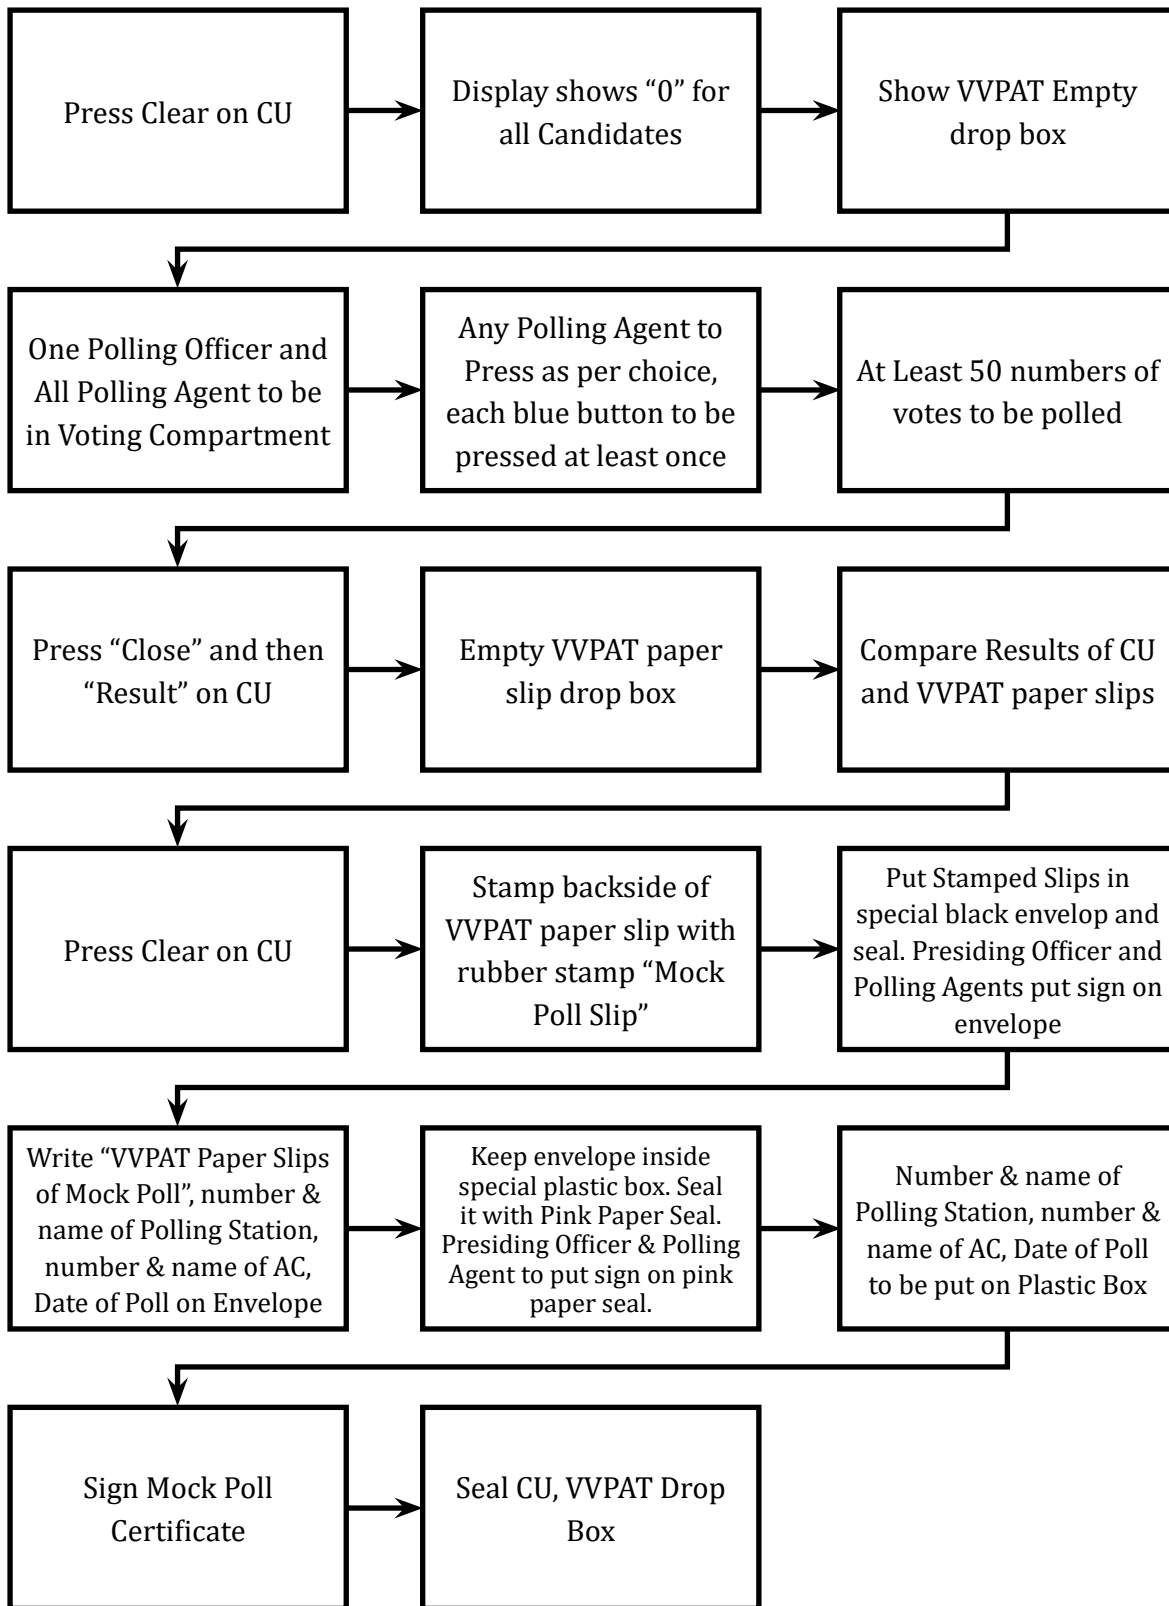 Press Clear on CU
Display shows “0” for
all Candidates
Show VVPAT Empty
drop box
One Polling Officer and
All Polling Agent to be
in Voting Compartment
Any Polling Agent to
Press as per choice,
each blue button to be
pressed at least once
At Least 50 numbers of
votes to be polled
Press “Close” and then
“Result” on CU
Empty VVPAT paper
slip drop box
Compare Results of CU
and VVPAT paper slips
Press Clear on CU
Stamp backside of
VVPAT paper slip with
rubber stamp “Mock
Poll Slip”
Put Stamped Slips in
special black envelop and
seal. Presiding Officer and
Polling Agents put sign on
envelope
Write “VVPAT Paper Slips
of Mock Poll”, number &
name of Polling Station,
number & name of AC,
Date of Poll on Envelope
Keep envelope inside
special plastic box. Seal
it with Pink Paper Seal.
Presiding Officer & Polling
Agent to put sign on pink
paper seal.
Number & name of
Polling Station, number &
name of AC, Date of Poll
to be put on Plastic Box
Sign Mock Poll
Certificate
Seal CU, VVPAT Drop
Box